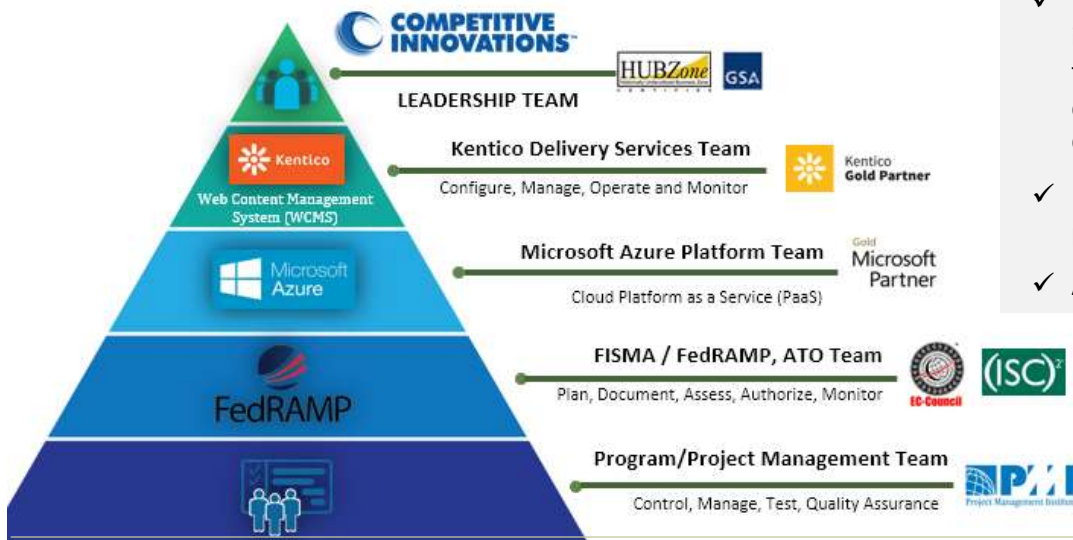 COMPETITIVE
INNOVATIONS™
HUBZone
CERTIFIED
GSA
LEADERSHIP TEAM
Kentico
Web Content Management
System (WCMS)
Kentico Delivery Services Team
Configure, Manage, Operate and Monitor
Kentico
Gold Partner
Microsoft
Azure
Microsoft Azure Platform Team
Cloud Platform as a Service (PaaS)
Gold
Microsoft
Partner
FedRAMP
FISMA / FedRAMP, ATO Team
Plan, Document, Assess, Authorize, Monitor
EC-Council
(ISC)²
Program/Project Management Team
Control, Manage, Test, Quality Assurance
PMI
Project Management Institute